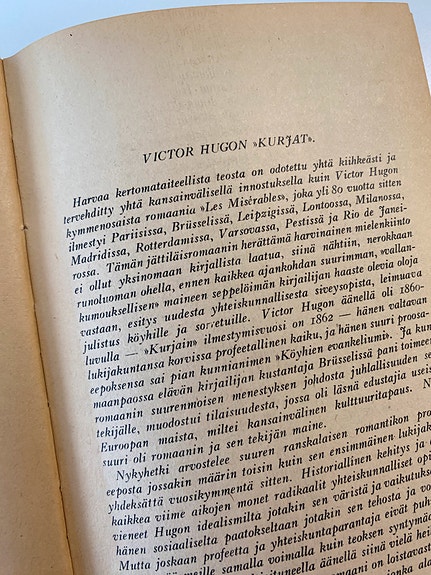 VICTOR HUGON »KURJAT».
Harvaa kertomataiteellista teosta on odotettu yhtä kiihkeästi ja
tervehditty yhtä kansainvälisellä innostuksella kuin Victor Hugon
kymmenosaista romaania »Les Misérables», joka yli 80 vuotta sitten
ilmestyi Pariisissa, Brüsselissä, Leipzigissä, Lontoossa, Milanossa,
Madridissa, Rotterdamissa, Varsovassa, Pestissä ja Rio de Janei-
rossa. Tämän jättiläisromaanin herättämä harvinainen mielenkiinto
ei ollut yksinomaan kirjallista laatua, siinä nähtiin, nerokkaan
runoluoman ohella, ennen kaikkea ajankohdan suurimman, »vallan-
kumouksellisen» maineen seppelöimän kirjailijan haaste olevia oloja
vastaan, esitys uudesta yhteiskunnallisesta siveysopista, leimuava
julistus köyhille ja sorretuille. Victor Hugon äänellä oli 1860-
luvulla — »Kurjain» ilmestymisvuosi on 1862 — hänen valtavan
lukijakuntansa korvissa profeetallinen kaiku, ja hänen suuri proosa-
eepoksensa sai pian kunnianimen »Köyhien evankeliumi». Ja kun
maanpaossa elävän kirjailijan kustantaja Brüsselissä pani toimeen
romaanin suurenmoisen menestyksen johdosta juhlallisuuden
tekijälle, muodostui tilaisuudesta, jossa oli läsnä edustajia
Euroopan maista, miltei kansainvälinen kulttuuritapaus.
suuri oli romaanin ja sen tekijän maine.
Nykyhetki arvostelee suuren ranskalaisen romantikon
eeposta jossakin määrin toisin kuin sen ensimmäinen
yhdeksättä vuosikymmentä sitten. Historiallinen kehitys ja
kaikkea viime aikojen monet radikaalit yhteiskunnalliset
vieneet Hugon idealismilta jotakin sen väristä ja
hänen sosiaaliselta paatokseltaan jotakin sen tehosta ja
Mutta joskaan profeetta ja yhteiskuntaparantaja eivät
meille samalla voimalla kuin teoksen
äänellä siinä vielä
romaani on